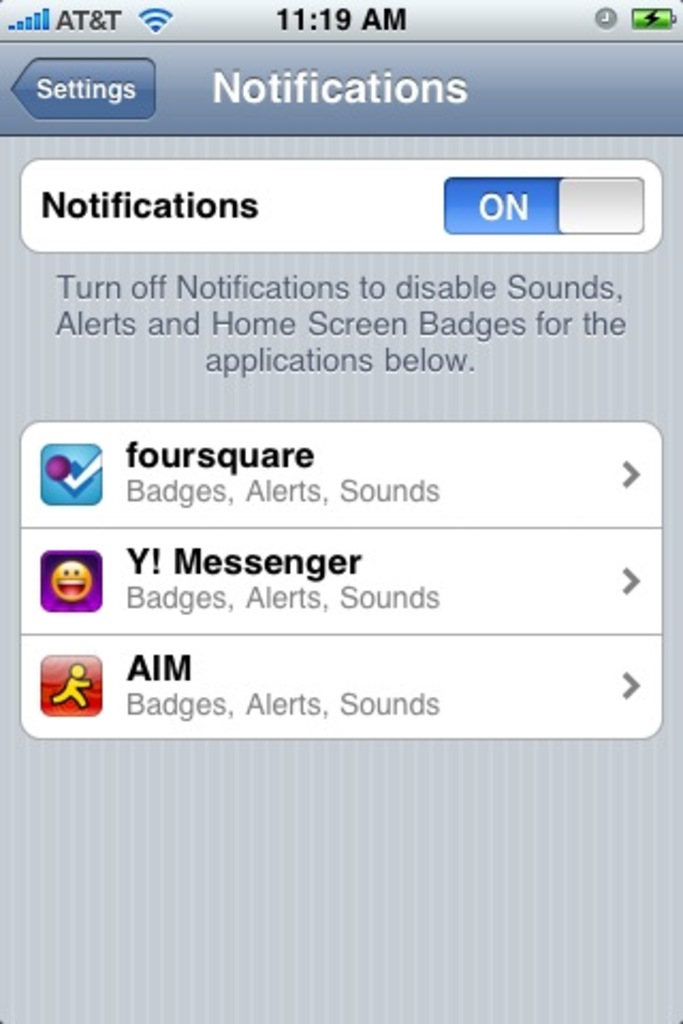 AT&T 11:19 AM
Settings Notifications
Notifications ON
Turn off Notifications to disable Sounds,
Alerts and Home Screen Badges for the
applications below.
foursquare
Badges, Alerts, Sounds
Y! Messenger
Badges, Alerts, Sounds
AIM
Badges, Alerts, Sounds